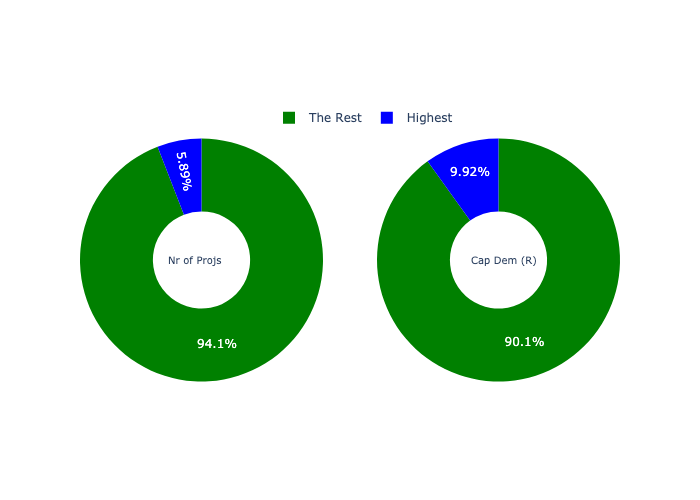 The Rest
Highest
5.89%
9.92%
Nr of Projs
Cap Dem (R)
94.1%
90.1%